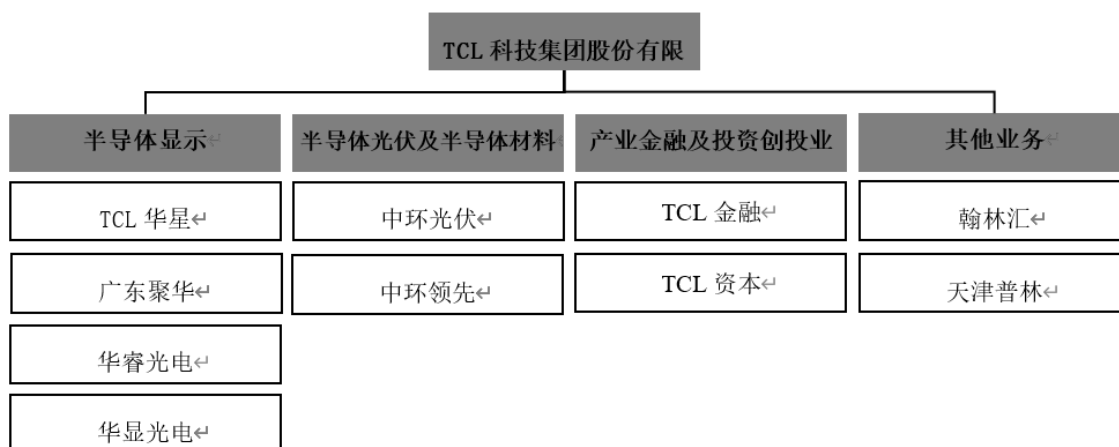 TCL 科技集团股份有限
半导体显示
半导体光伏及半导体材料
产业金融及投资创投业
其他业务
TCL 华星
中环光伏
TCL 金融
翰林汇
广东聚华
中环领先
TCL 资本
天津普林
华睿光电
华显光电